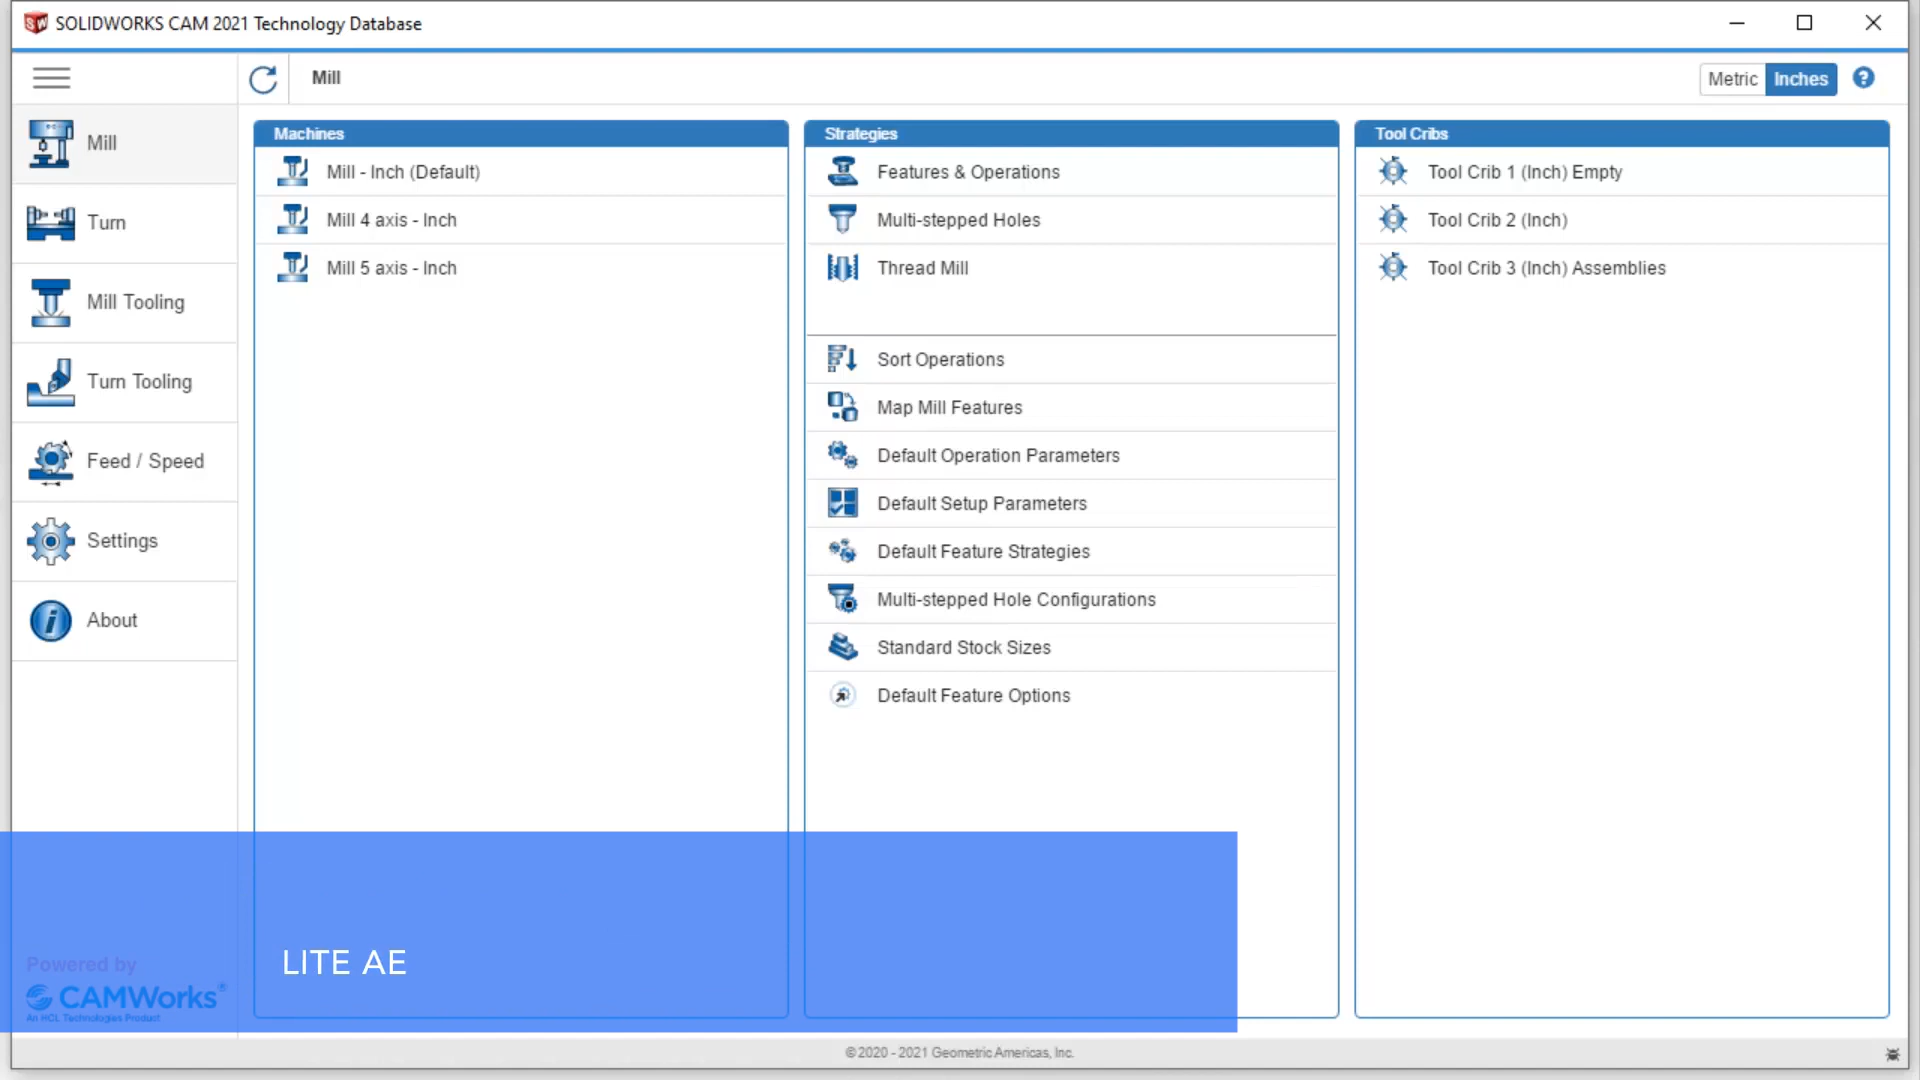 SOLIDWORKS CAM 2021 Technology Database
Mill
Metric
Inches
?
Mill
Turn
Mill Tooling
Turn Tooling
Feed / Speed
Settings
About
Machines
Mill - Inch (Default)
Mill 4 axis - Inch
Mill 5 axis - Inch
Strategies
Features & Operations
Multi-stepped Holes
Thread Mill
Sort Operations
Map Mill Features
Default Operation Parameters
Default Setup Parameters
Default Feature Strategies
Multi-stepped Hole Configurations
Standard Stock Sizes
Default Feature Options
Tool Cribs
Tool Crib 1 (Inch) Empty
Tool Crib 2 (Inch)
Tool Crib 3 (Inch) Assemblies
LITE AE
Powered by
CAMWorks®
An HCL Technologies Product
© 2020 - 2021 Geometric Americas, Inc.